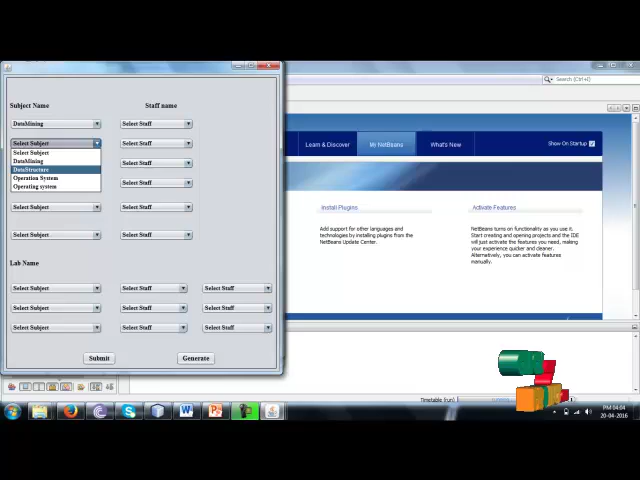 Subject Name Staff name
DataMining Select Staff
Select Subject Select Staff
Select Subject
DataMining Select Staff
DataStructure
Operation System Select Staff
Operating system
Select Subject Select Staff
Select Subject Select Staff
Lab Name
Select Subject Select Staff Select Staff
Select Subject Select Staff Select Staff
Select Subject Select Staff Select Staff
Submit Generate
Search (Ctrl+I)
Learn & Discover My NetBeans What's New Show On Startup
Install Plugins Activate Features
Add support for other languages and
technologies by installing plugins from the
NetBeans Update Center.
NetBeans turns on functionality as you use it.
Start creating and opening projects and the IDE
will just activate the features you need, making
your experience quicker and cleaner.
Alternatively, you can activate features
manually.
Timetable (run) running...
PM 04:04
20-04-2016